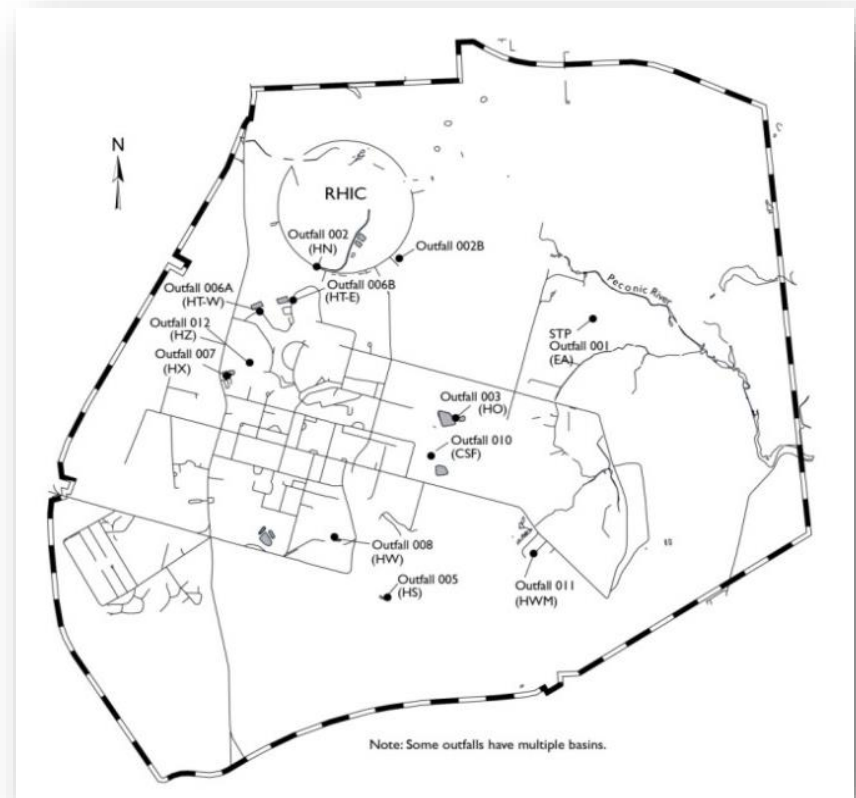 N
RHIC
Outfall 002
(HN)
Outfall 002B
Outfall 006A
(HT-W)
Outfall 006B
(HT-E)
Outfall 012
(HZ)
Outfall 007
(HX)
Peconic River
STP
Outfall 001
(EA)
Outfall 003
(HO)
Outfall 010
(CSF)
Outfall 008
(HW)
Outfall 005
(HS)
Outfall 011
(HWM)
Note: Some outfalls have multiple basins.